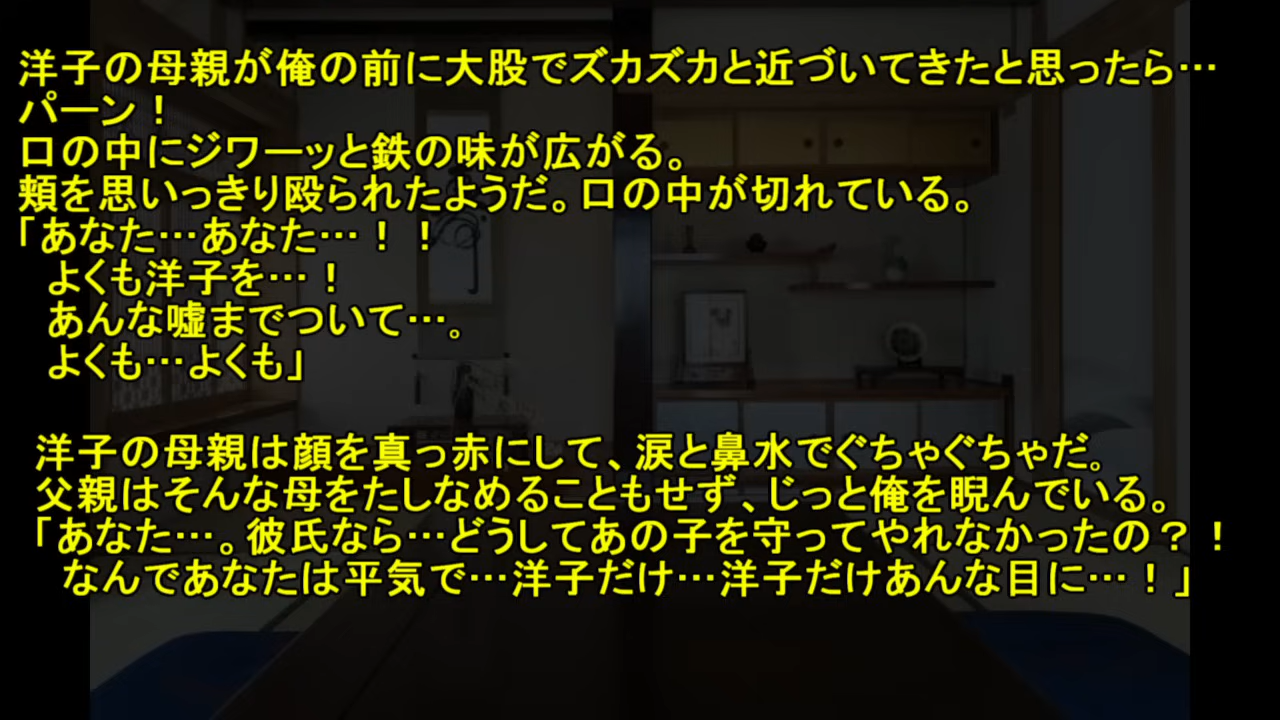 洋子の母親が俺の前に大股でズカズカと近づいてきたと思ったら…
パーン！
口の中にジワーッと鉄の味が広がる。
頬を思いっきり殴られたようだ。口の中が切れている。
「あなた…あなた…！！
よくも洋子を…！
あんな嘘までついて…。
よくも…よくも」
洋子の母親は顔を真っ赤にして、涙と鼻水でぐちゃぐちゃだ。
父親はそんな母をたしなめることもせず、じっと俺を睨んでいる。
「あなた…。彼氏なら…どうしてあの子を守ってやれなかったの？！
なんであなたは平気で…洋子だけ…洋子だけあんな目に…！」